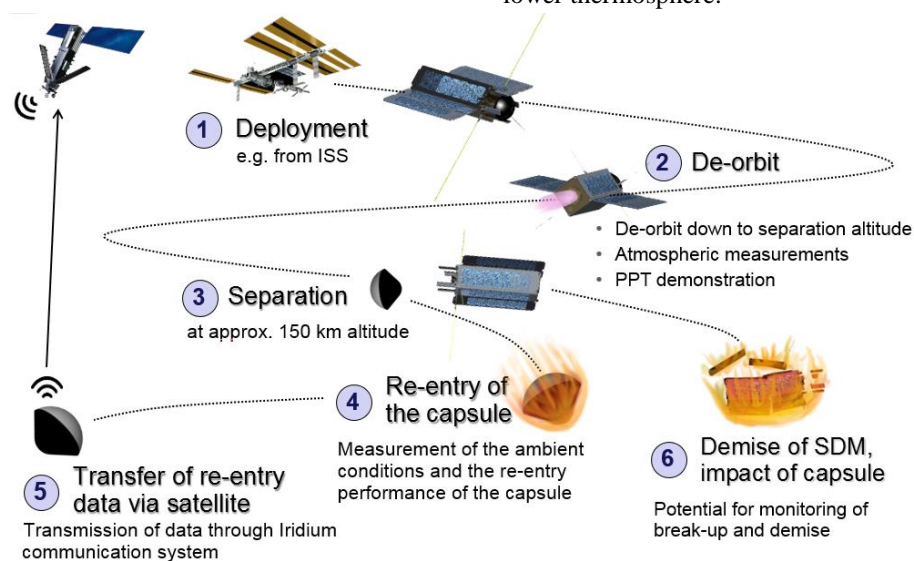 lower thermosphere.
1 Deployment
e.g. from ISS
2 De-orbit
• De-orbit down to separation altitude
• Atmospheric measurements
• PPT demonstration
3 Separation
at approx. 150 km altitude
4 Re-entry of
the capsule
Measurement of the ambient
conditions and the re-entry
performance of the capsule
5 Transfer of re-entry
data via satellite
Transmission of data through Iridium
communication system
6 Demise of SDM,
impact of capsule
Potential for monitoring of
break-up and demise